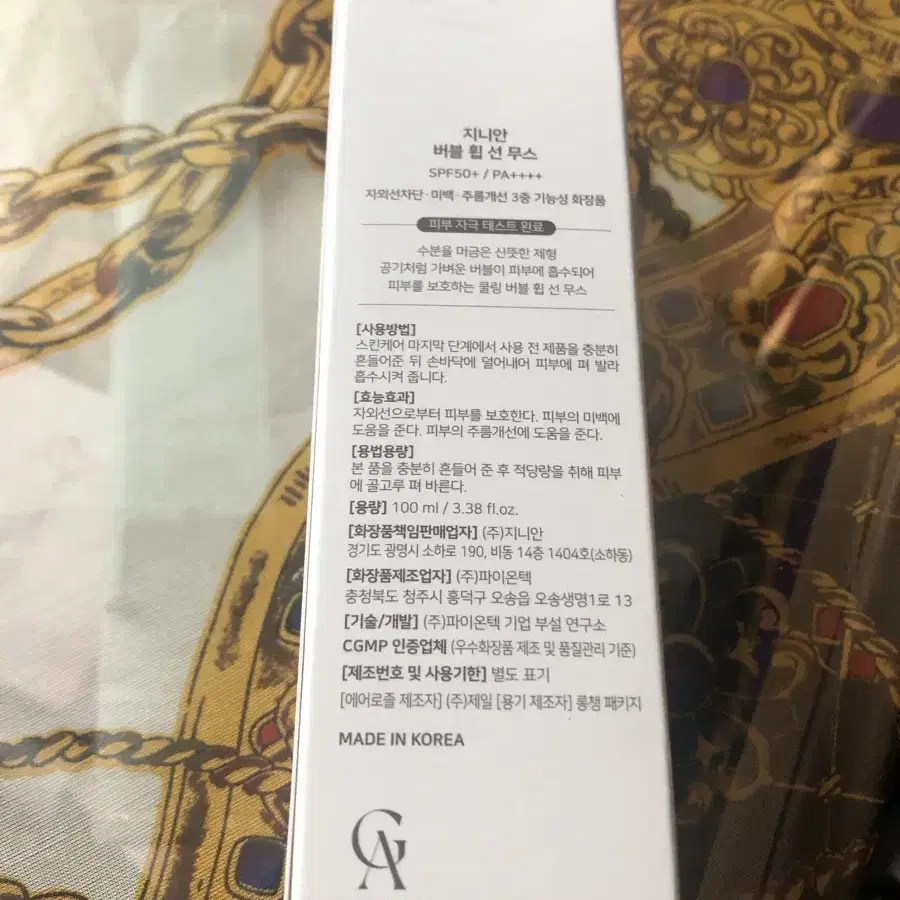 지니안
버블 휩 선 무스
SPF50+ / PA++++
자외선차단·미백·주름개선 3중 기능성 화장품
피부 자극 테스트 완료
수분을 머금은 산뜻한 제형
공기처럼 가벼운 버블이 피부에 흡수되어
피부를 보호하는 쿨링 버블 휩 선 무스
[사용방법]
스킨케어 마지막 단계에서 사용 전 제품을 충분히
흔들어준 뒤 손바닥에 덜어내어 피부에 펴 발라
흡수시켜 줍니다.
[효능효과]
자외선으로부터 피부를 보호한다. 피부의 미백에
도움을 준다. 피부의 주름개선에 도움을 준다.
[용법용량]
본 품을 충분히 흔들어 준 후 적당량을 취해 피부
에 골고루 펴 바른다.
[용량] 100 ml / 3.38 fl.oz.
[화장품책임판매업자] (주)지니안
경기도 광명시 소하로 190, 비동 14층 1404호(소하동)
[화장품제조업자] (주)파이온텍
충청북도 청주시 흥덕구 오송읍 오송생명1로 13
[기술/개발] (주)파이온텍 기업 부설 연구소
CGMP 인증업체 (우수화장품 제조 및 품질관리 기준)
[제조번호 및 사용기한] 별도 표기
[에어로졸 제조자] (주)제일 [용기 제조자] 롱챙 패키지
MADE IN KOREA
GA